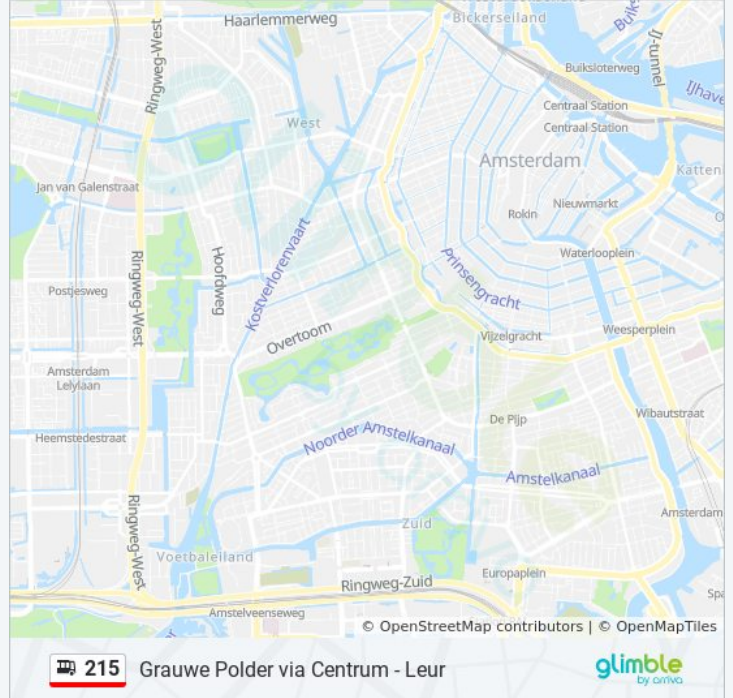 Haarlemmerweg
Bickerseiland
Buiks
IJ-tunnel
Ringweg-West
Buiksloterweg
IJhave
Centraal Station
Centraal Station
West
Amsterdam
Katten
Jan van Galenstraat
Nieuwmarkt
Rokin
O
Kostverlorenvaart
Hoofdweg
Waterlooplein
Ringweg-West
Prinsengracht
Postjesweg
Overtoom
Vijzelgracht
Weesperplein
Amsterdam
Lelylaan
De Pijp
Wibautstraat
Heemstedestraat
Noorder Amstelkanaal
Amstelkanaal
Ringweg-West
Amsterdam
Zuid
Voetbaleiland
Europaplein
Ringweg-Zuid
Spa
Amstelveenseweg
er
© OpenStreetMap contributors | © OpenMapTiles
215 Grauwe Polder via Centrum - Leur
glimble
by arriva